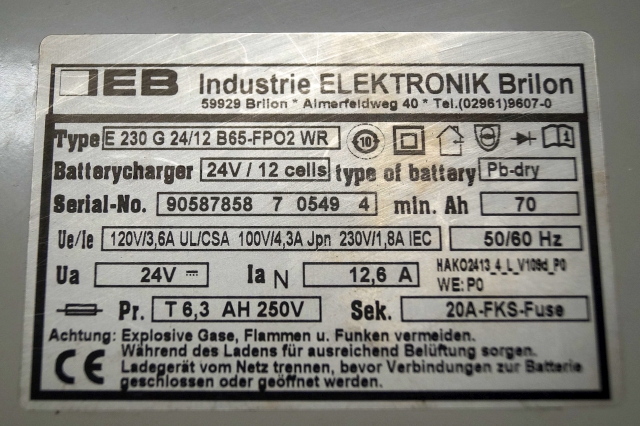 IEB Industrie ELEKTRONIK Brilon
59929 Brilon * Almerfeldweg 40 * Tel.(02961)9607-0
Type E 230 G 24/12 B65-FPO2 WR 10
Batterycharger 24V / 12 cells type of battery Pb-dry
Serial-No. 90587858 7 0549 4 min. Ah 70
Ue/Ie 120V/3,6A UL/CSA 100V/4,3A Jpn 230V/1,8A IEC 50/60 Hz
Ua 24V Ia N 12,6 A HAKO2413_4_L_V109d_P0
WE: P0
Pr. T 6,3 AH 250V Sek. 20A-FKS-Fuse
Achtung: Explosive Gase, Flammen u. Funken vermeiden.
Während des Ladens für ausreichend Belüftung sorgen.
CE Ladegerät vom Netz trennen, bevor Verbindungen zur Batterie
geschlossen oder geöffnet werden.